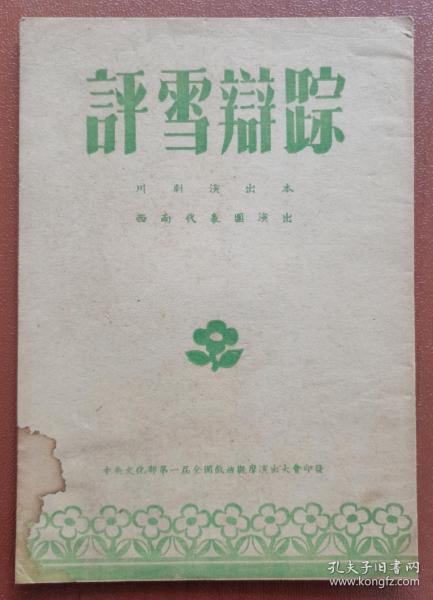 評雪辯踪
川剧演出本
西南代表團演出
中央文化部第一屆全國戲曲觀摩演出大會印發
孔夫子旧书网
www.kongfz.com